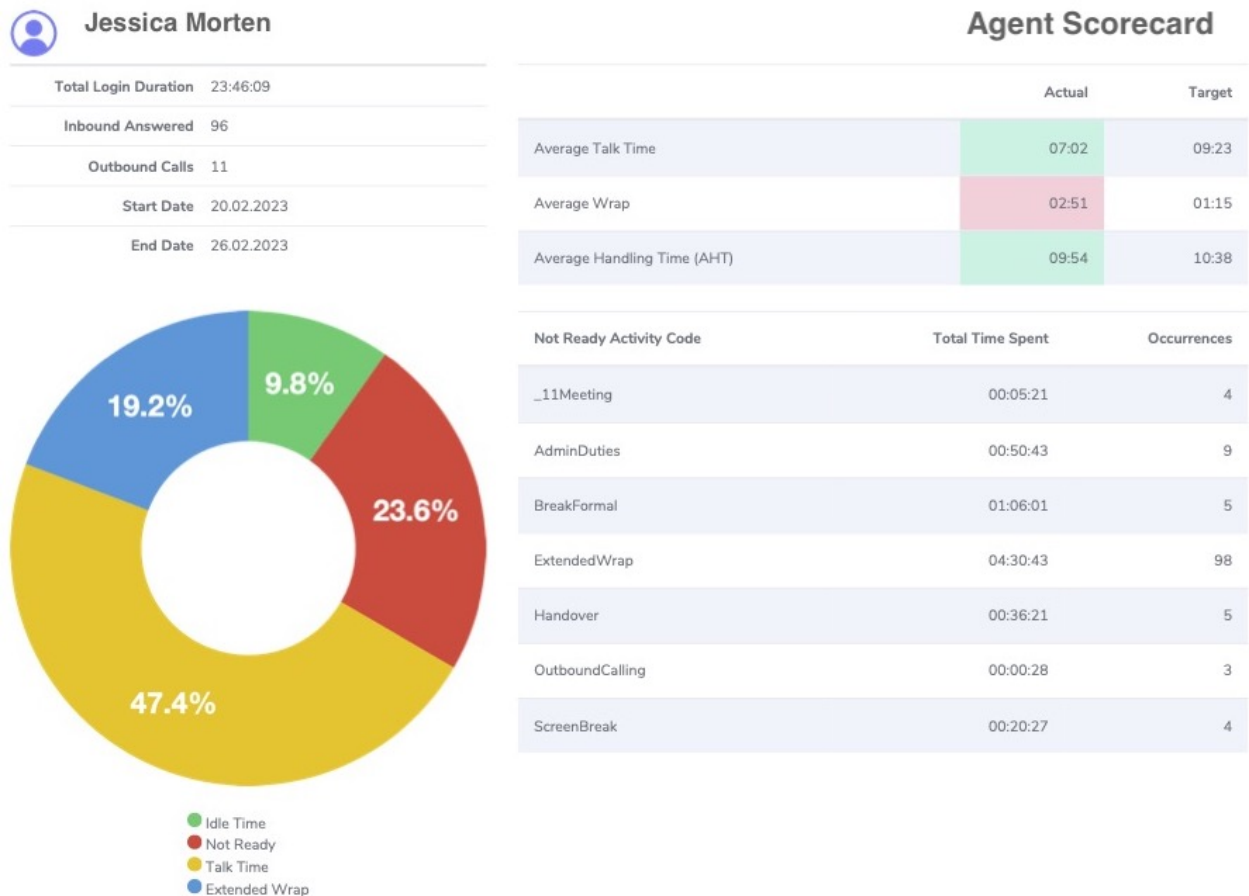 Jessica Morten
Agent Scorecard
Total Login Duration 23:46:09
Inbound Answered 96
Outbound Calls 11
Start Date 20.02.2023
End Date 26.02.2023
Actual Target
Average Talk Time 07:02 09:23
Average Wrap 02:51 01:15
Average Handling Time (AHT) 09:54 10:38
Not Ready Activity Code Total Time Spent Occurrences
_11Meeting 00:05:21 4
AdminDuties 00:50:43 9
BreakFormal 01:06:01 5
ExtendedWrap 04:30:43 98
Handover 00:36:21 5
OutboundCalling 00:00:28 3
ScreenBreak 00:20:27 4
9.8%
19.2%
23.6%
47.4%
Idle Time
Not Ready
Talk Time
Extended Wrap